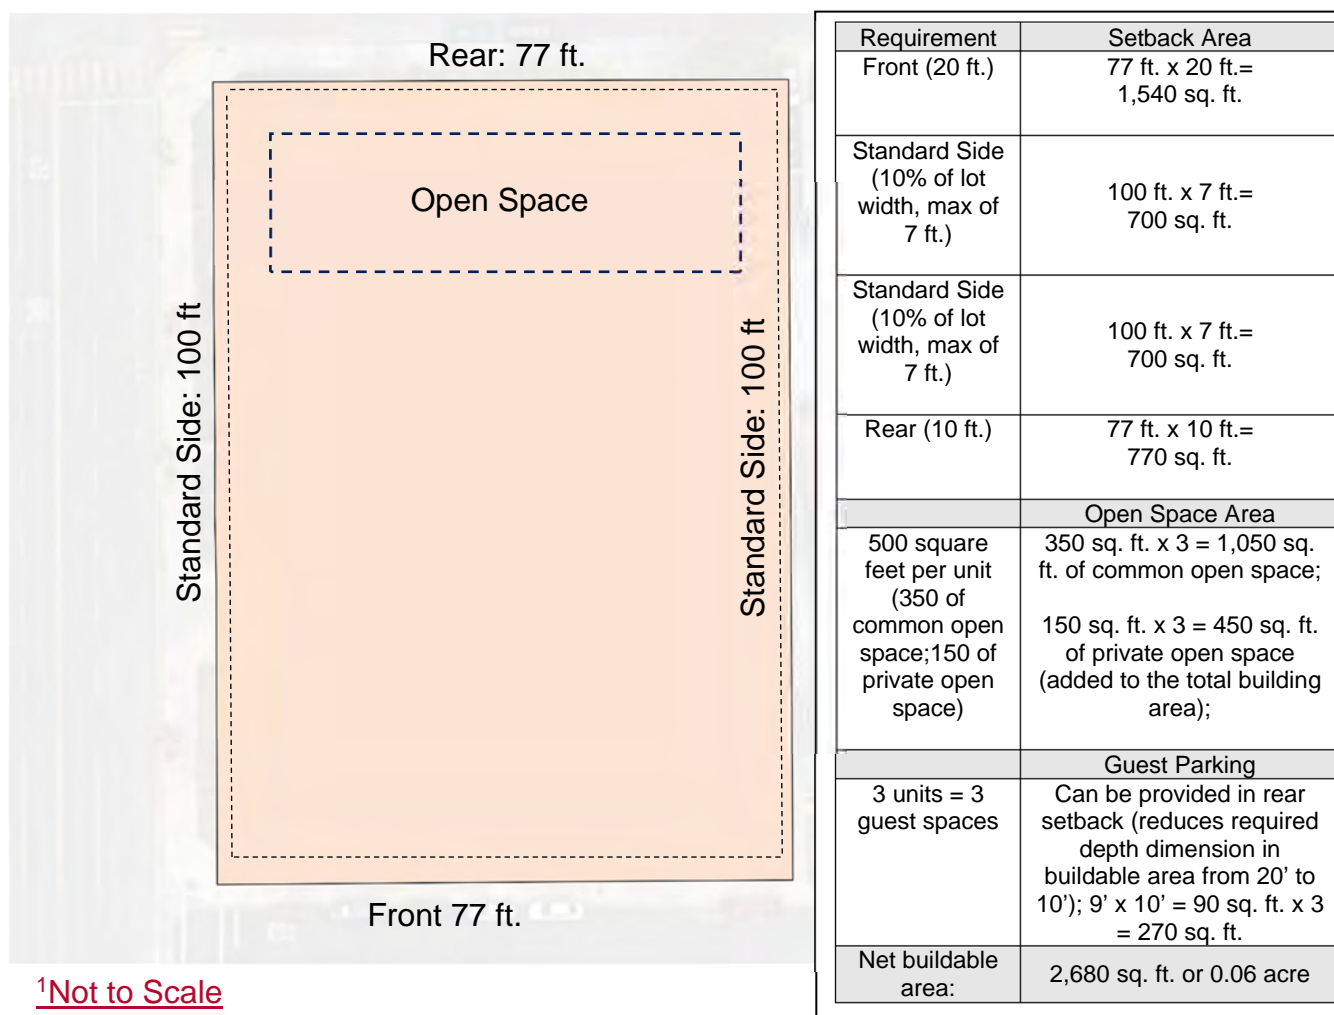 Rear: 77 ft.
Open Space
Standard Side: 100 ft
Standard Side: 100 ft
Front 77 ft.
¹Not to Scale
Requirement
Setback Area
Front (20 ft.)
77 ft. x 20 ft.=
1,540 sq. ft.
Standard Side
(10% of lot
width, max of
7 ft.)
100 ft. x 7 ft.=
700 sq. ft.
Standard Side
(10% of lot
width, max of
7 ft.)
100 ft. x 7 ft.=
700 sq. ft.
Rear (10 ft.)
77 ft. x 10 ft.=
770 sq. ft.
Open Space Area
500 square
feet per unit
(350 of
common open
space;150 of
private open
space)
350 sq. ft. x 3 = 1,050 sq.
ft. of common open space;
150 sq. ft. x 3 = 450 sq. ft.
of private open space
(added to the total building
area);
Guest Parking
3 units = 3
guest spaces
Can be provided in rear
setback (reduces required
depth dimension in
buildable area from 20’ to
10’); 9’ x 10’ = 90 sq. ft. x 3
= 270 sq. ft.
Net buildable
area:
2,680 sq. ft. or 0.06 acre